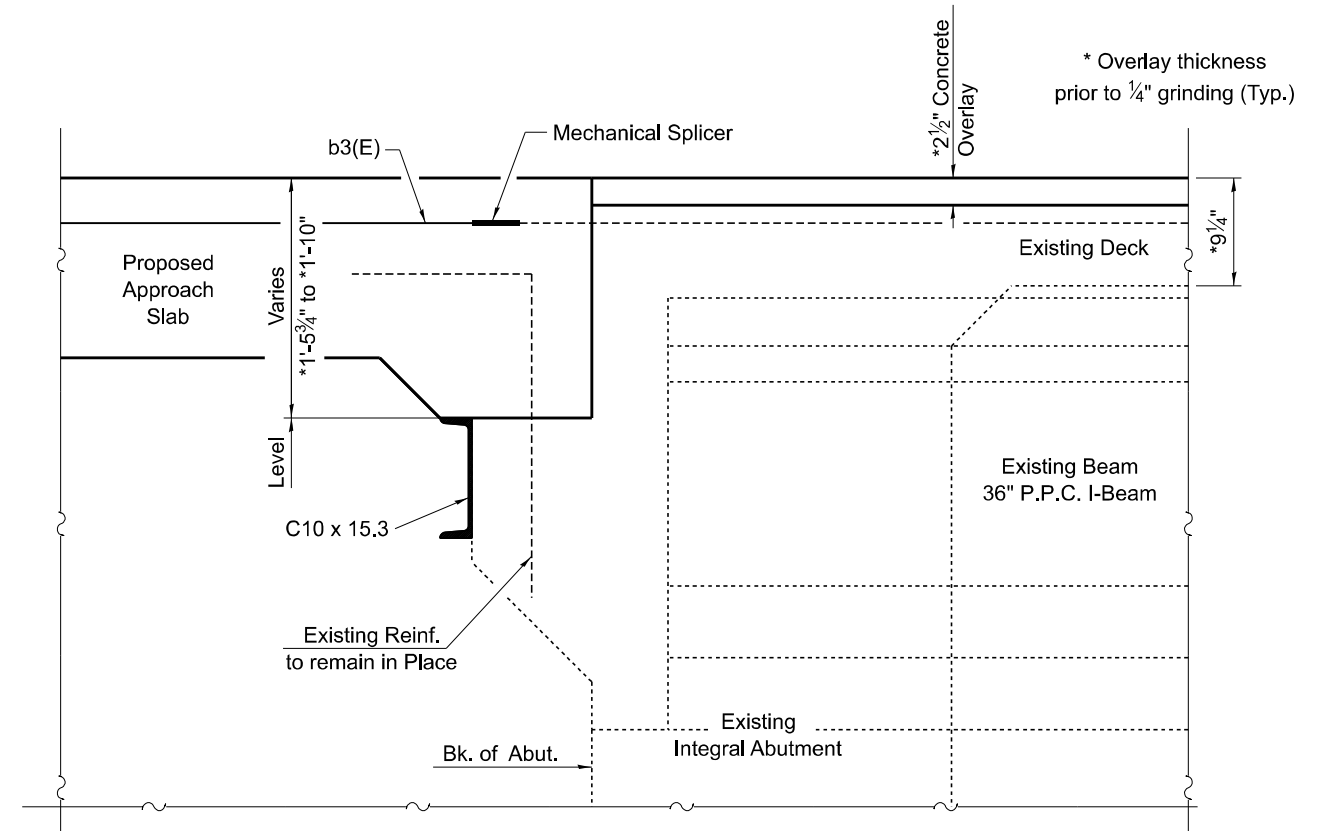 *2½" Concrete
Overlay
* Overlay thickness
prior to ¼" grinding (Typ.)
Mechanical Splicer
b3(E)
*9¼"
Existing Deck
Proposed
Approach
Slab
Varies
*1'-5¾" to *1'-10"
Level
C10 x 15.3
Existing Beam
36" P.P.C. I-Beam
Existing Reinf.
to remain in Place
Existing
Integral Abutment
Bk. of Abut.